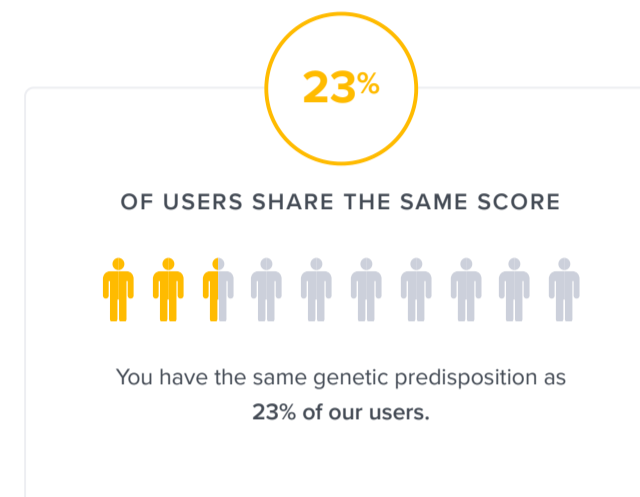 23%
OF USERS SHARE THE SAME SCORE
You have the same genetic predisposition as
23% of our users.